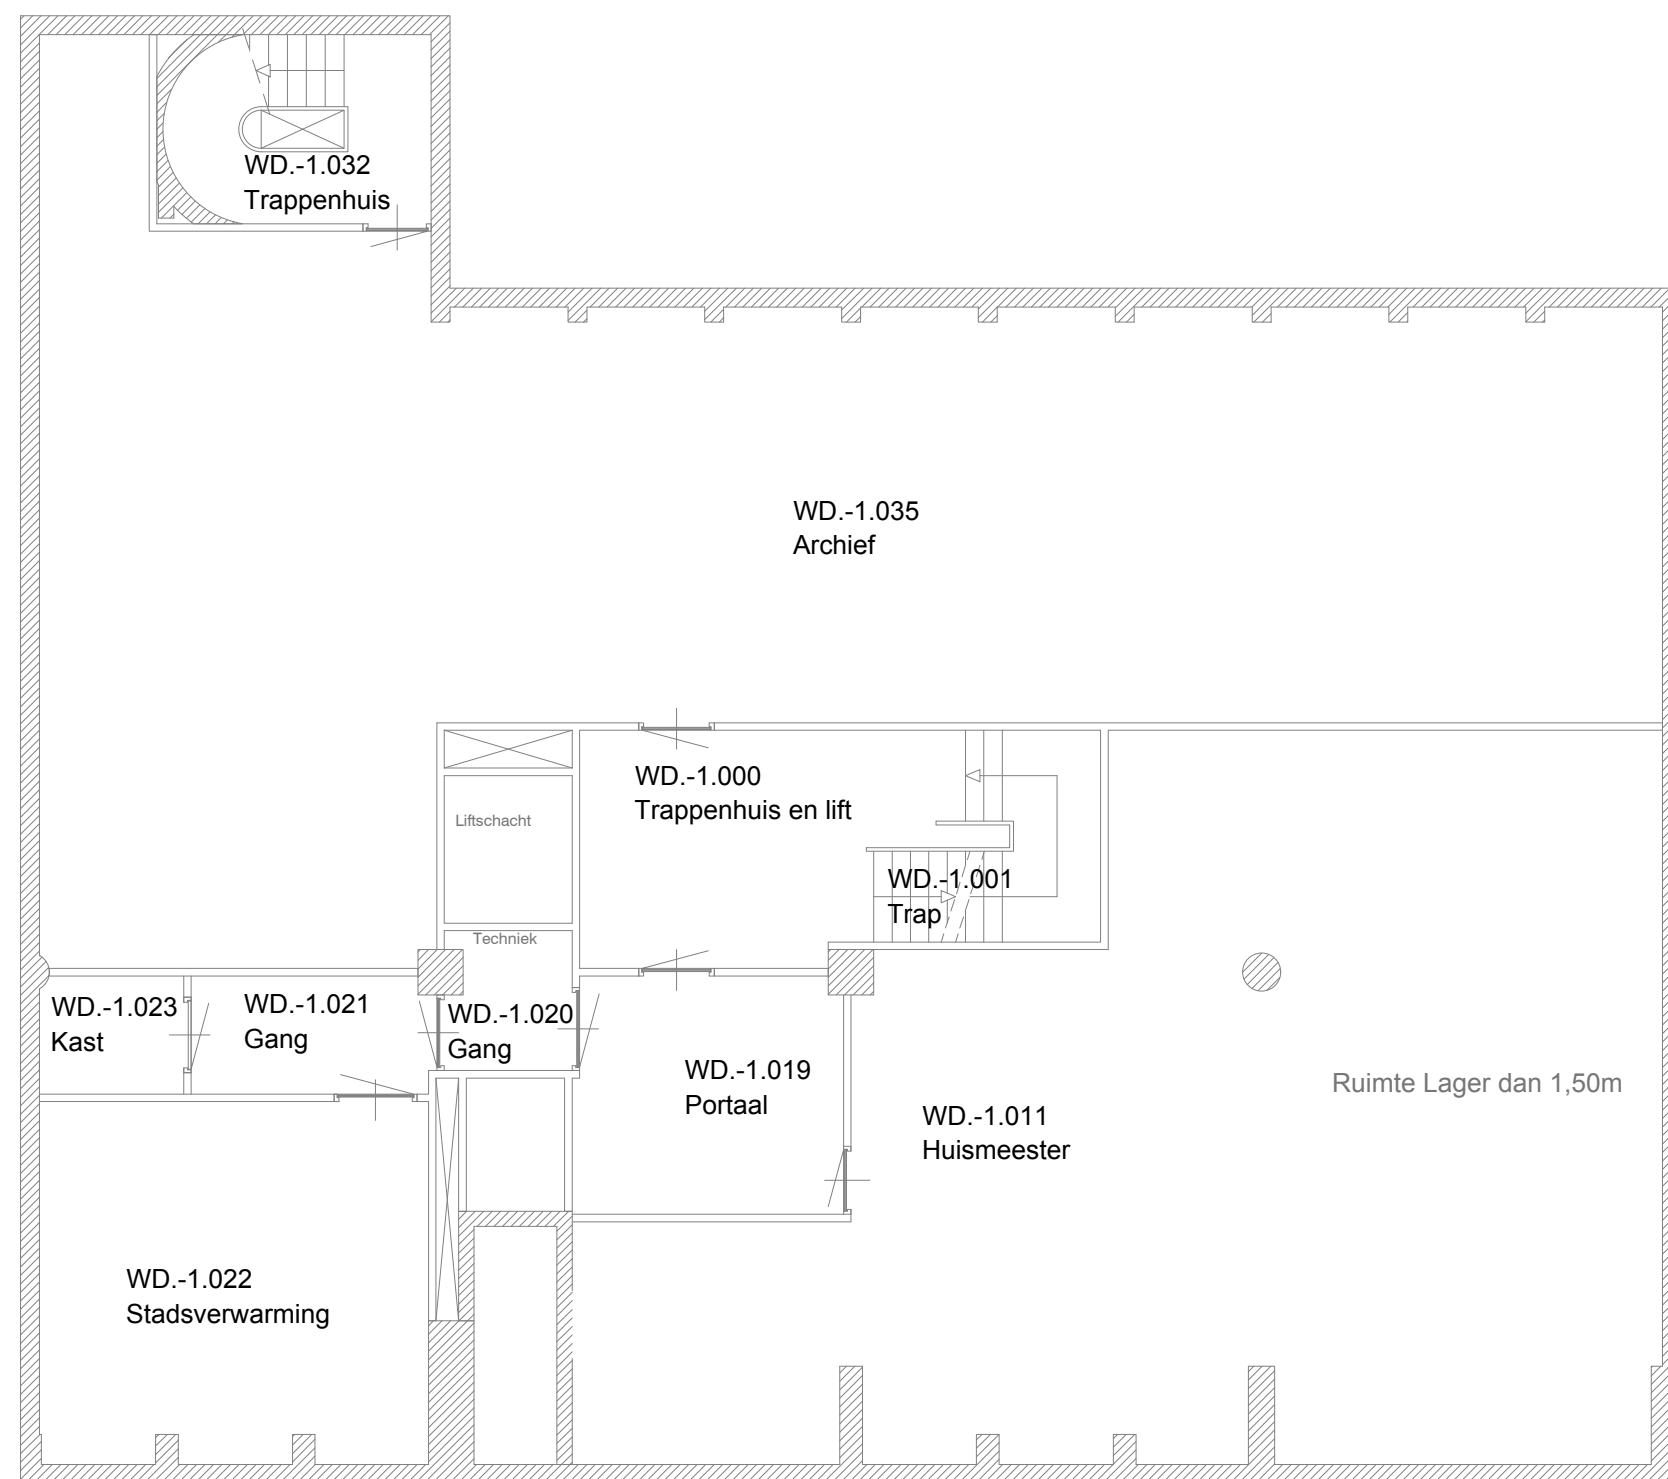 WD.-1.032
Trappenhuis
WD.-1.035
Archief
WD.-1.000
Trappenhuis en lift
Liftschacht
WD.-1.001
Trap
Techniek
WD.-1.023
Kast
WD.-1.021
Gang
WD.-1.020
Gang
WD.-1.019
Portaal
Ruimte Lager dan 1,50m
WD.-1.011
Huismeester
WD.-1.022
Stadsverwarming